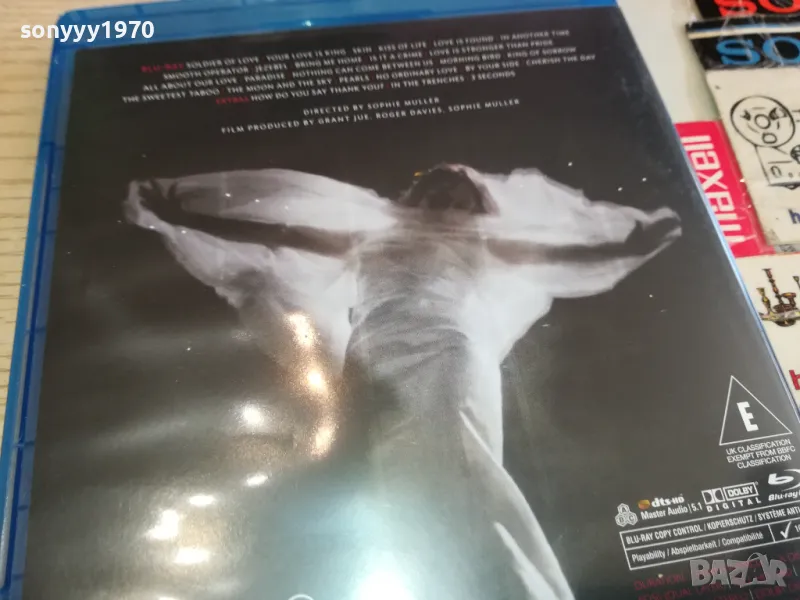 sonyyy1970
BLU-RAY SOLDIER OF LOVE YOUR LOVE IS KING SKIN KISS OF LIFE LOVE IS FOUND IN ANOTHER TIME
SMOOTH OPERATOR JEZEBEL BRING ME HOME IS IT A CRIME LOVE IS STRONGER THAN PRIDE
ALL ABOUT OUR LOVE PARADISE NOTHING CAN COME BETWEEN US MORNING BIRD KING OF SORROW
THE SWEETEST TABOO THE MOON AND THE SKY PEARLS NO ORDINARY LOVE BY YOUR SIDE CHERISH THE DAY
EXTRAS HOW DO YOU SAY THANK YOU? IN THE TRENCHES 3 SECONDS
DIRECTED BY SOPHIE MULLER
FILM PRODUCED BY GRANT JUE, ROGER DAVIES, SOPHIE MULLER
SO
SO
maxell
E
UK CLASSIFICATION
EXEMPT FROM BBFC
CLASSIFICATION
dts-HD
Master Audio 5.1
DOLBY
DIGITAL
Blu-ray
BLU-RAY COPY CONTROL / KOPIERSCHUTZ / SYSTÈME ANTI
Playability / Abspielbarkeit / Compatibilité
DURATION
BAZAR